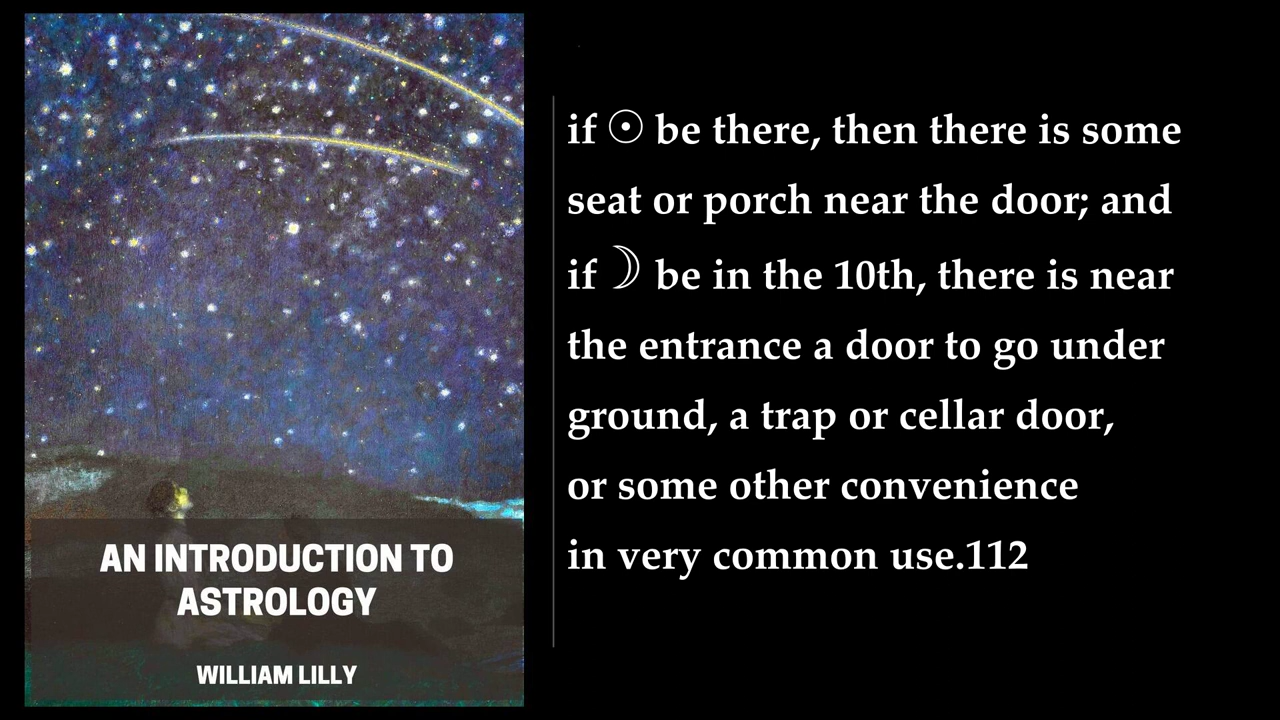 AN INTRODUCTION TO
ASTROLOGY
WILLIAM LILLY
if ☉ be there, then there is some
seat or porch near the door; and
if ☽ be in the 10th, there is near
the entrance a door to go under
ground, a trap or cellar door,
or some other convenience
in very common use.112